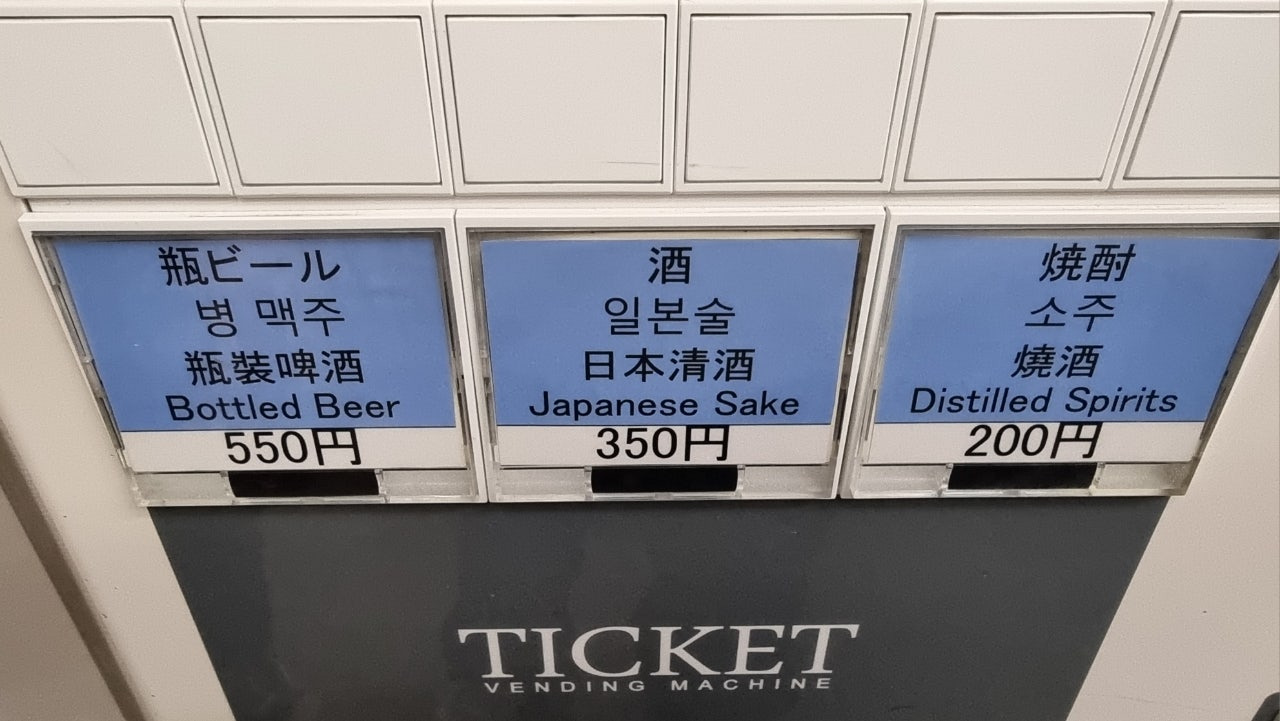 瓶ビール
병 맥주
瓶裝啤酒
Bottled Beer
550円
酒
일본술
日本清酒
Japanese Sake
350円
焼酎
소주
燒酒
Distilled Spirits
200円
TICKET
VENDING MACHINE